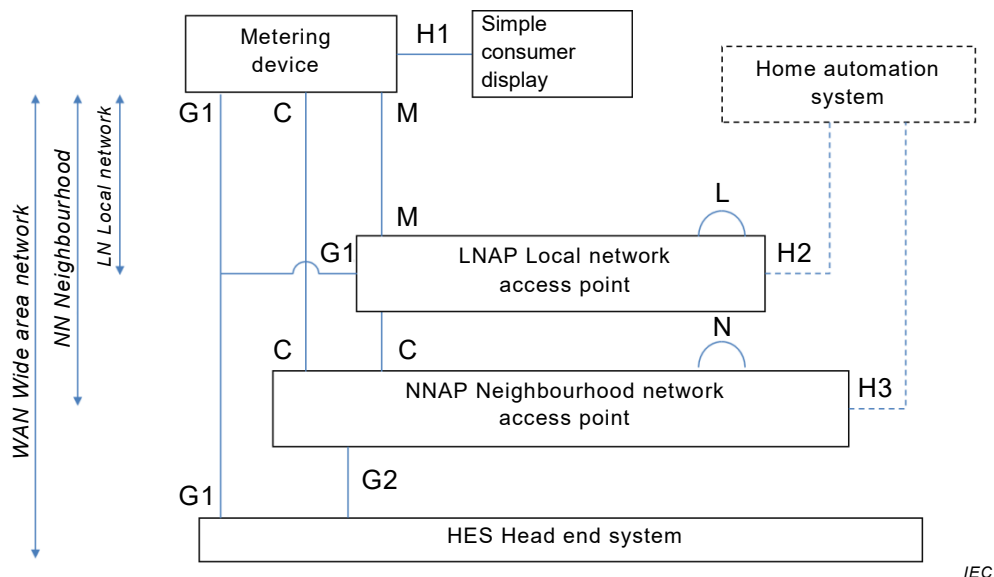 Metering
device
H1
Simple
consumer
display
Home automation
system
G1
C
M
WAN Wide area network
NN Neighbourhood
LN Local network
M
L
G1
LNAP Local network
access point
H2
C
C
N
NNAP Neighbourhood network
access point
H3
G1
G2
HES Head end system
IEC